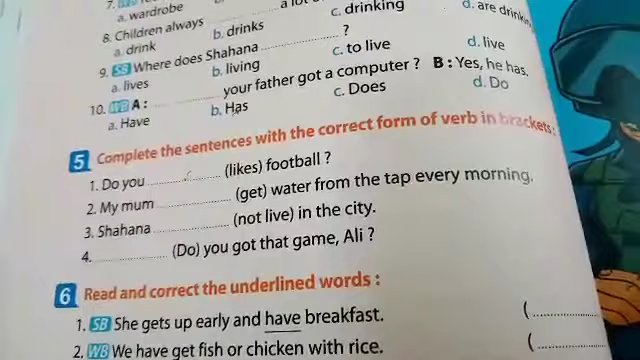 7.
a. wardrobe
8. Children always a lot
a. drink b. drinks c. drinking d. are drinking
9. SB Where does Shahana ............... ?
a. lives b. living c. to live d. live
10. WB A : ............... your father got a computer ? B : Yes, he has.
a. Have b. Has c. Does d. Do
5 Complete the sentences with the correct form of verb in brackets :
1. Do you ............... (likes) football ?
2. My mum ............... (get) water from the tap every morning.
3. Shahana ............... (not live) in the city.
4. ............... (Do) you got that game, Ali ?
6 Read and correct the underlined words :
1. SB She gets up early and have breakfast. (...............
2. WB We have get fish or chicken with rice. (...............